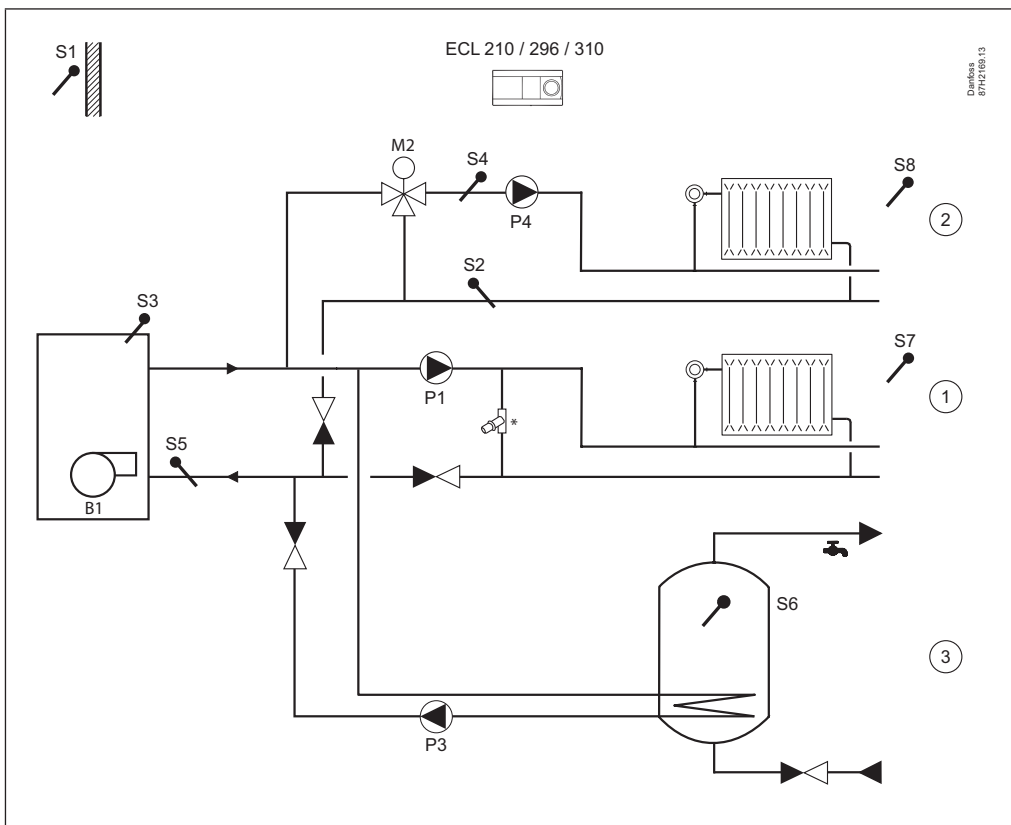 S1
ECL 210 / 296 / 310
Danfoss
87H2169.13
M2
S4
S8
P4
2
S2
S3
S7
P1
1
*
S5
B1
S6
3
P3